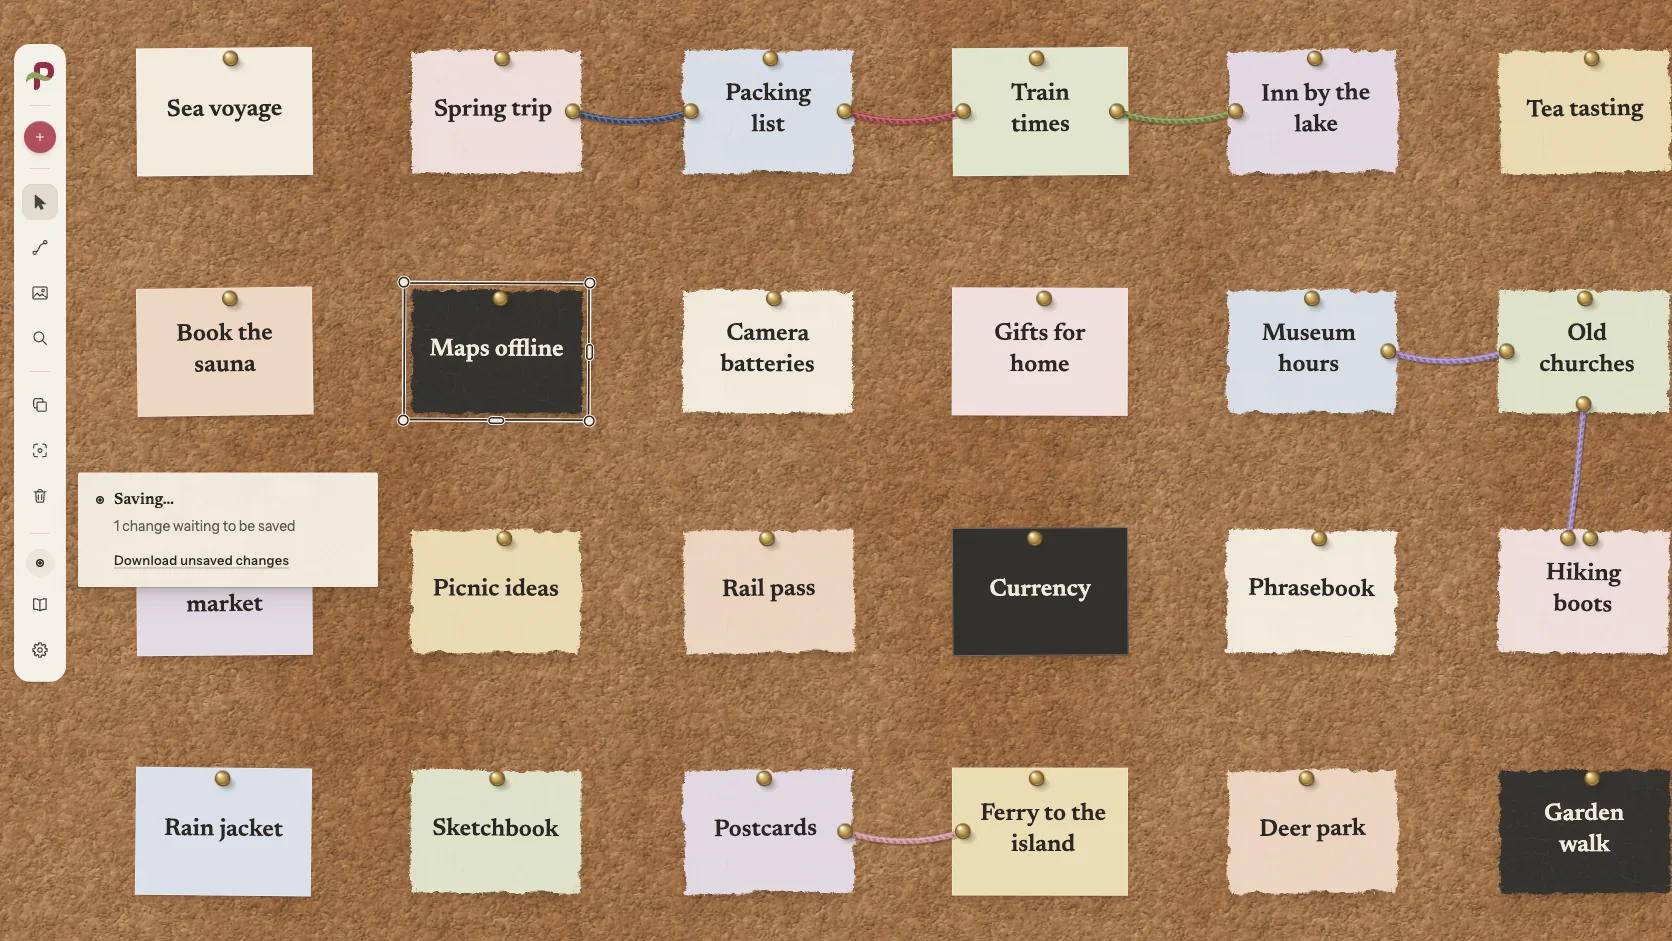 Sea voyage
Spring trip
Packing
list
Train
times
Inn by the
lake
Tea tasting
Book the
sauna
Maps offline
Camera
batteries
Gifts for
home
Museum
hours
Old
churches
Saving...
1 change waiting to be saved
Download unsaved changes
market
Picnic ideas
Rail pass
Currency
Phrasebook
Hiking
boots
Rain jacket
Sketchbook
Postcards
Ferry to the
island
Deer park
Garden
walk